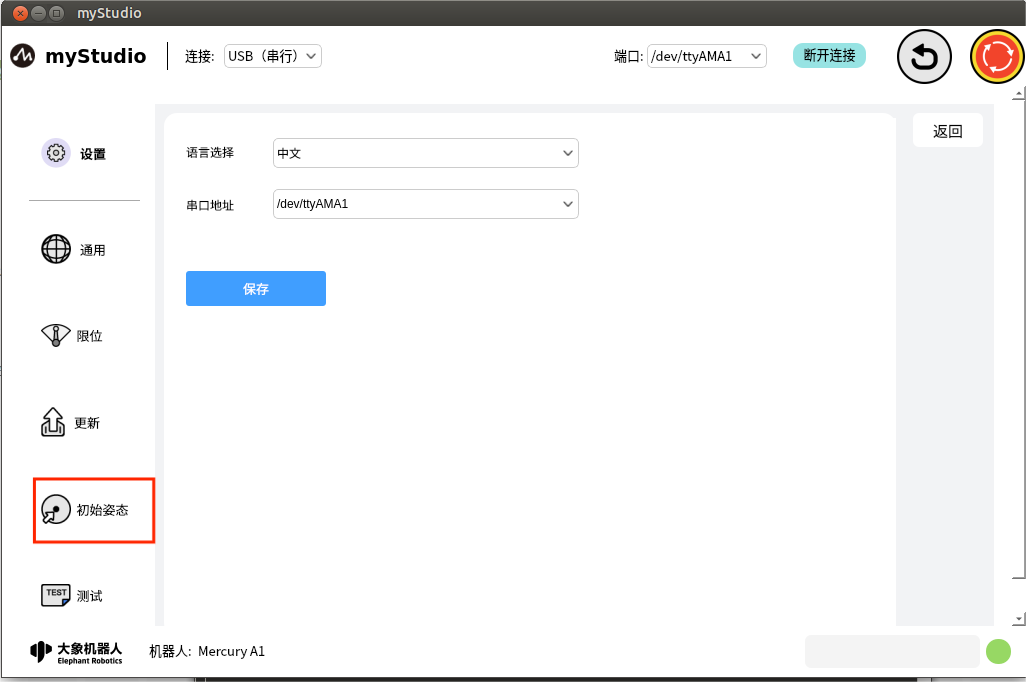 myStudio
myStudio 连接: USB（串行） 端口: /dev/ttyAMA1 断开连接
设置
通用
限位
更新
初始姿态
TEST 测试
语言选择 中文
串口地址 /dev/ttyAMA1
保存
返回
大象机器人
Elephant Robotics
机器人: Mercury A1